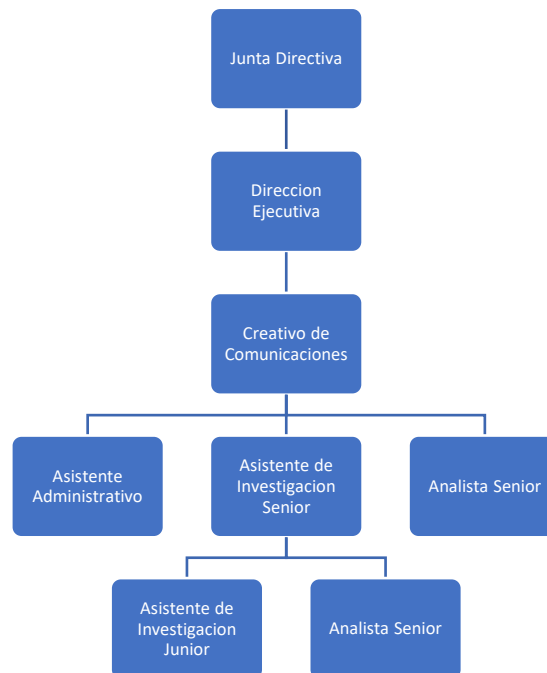 Junta Directiva
Direccion
Ejecutiva
Creativo de
Comunicaciones
Asistente
Administrativo
Asistente de
Investigacion
Senior
Analista Senior
Asistente de
Investigacion
Junior
Analista Senior